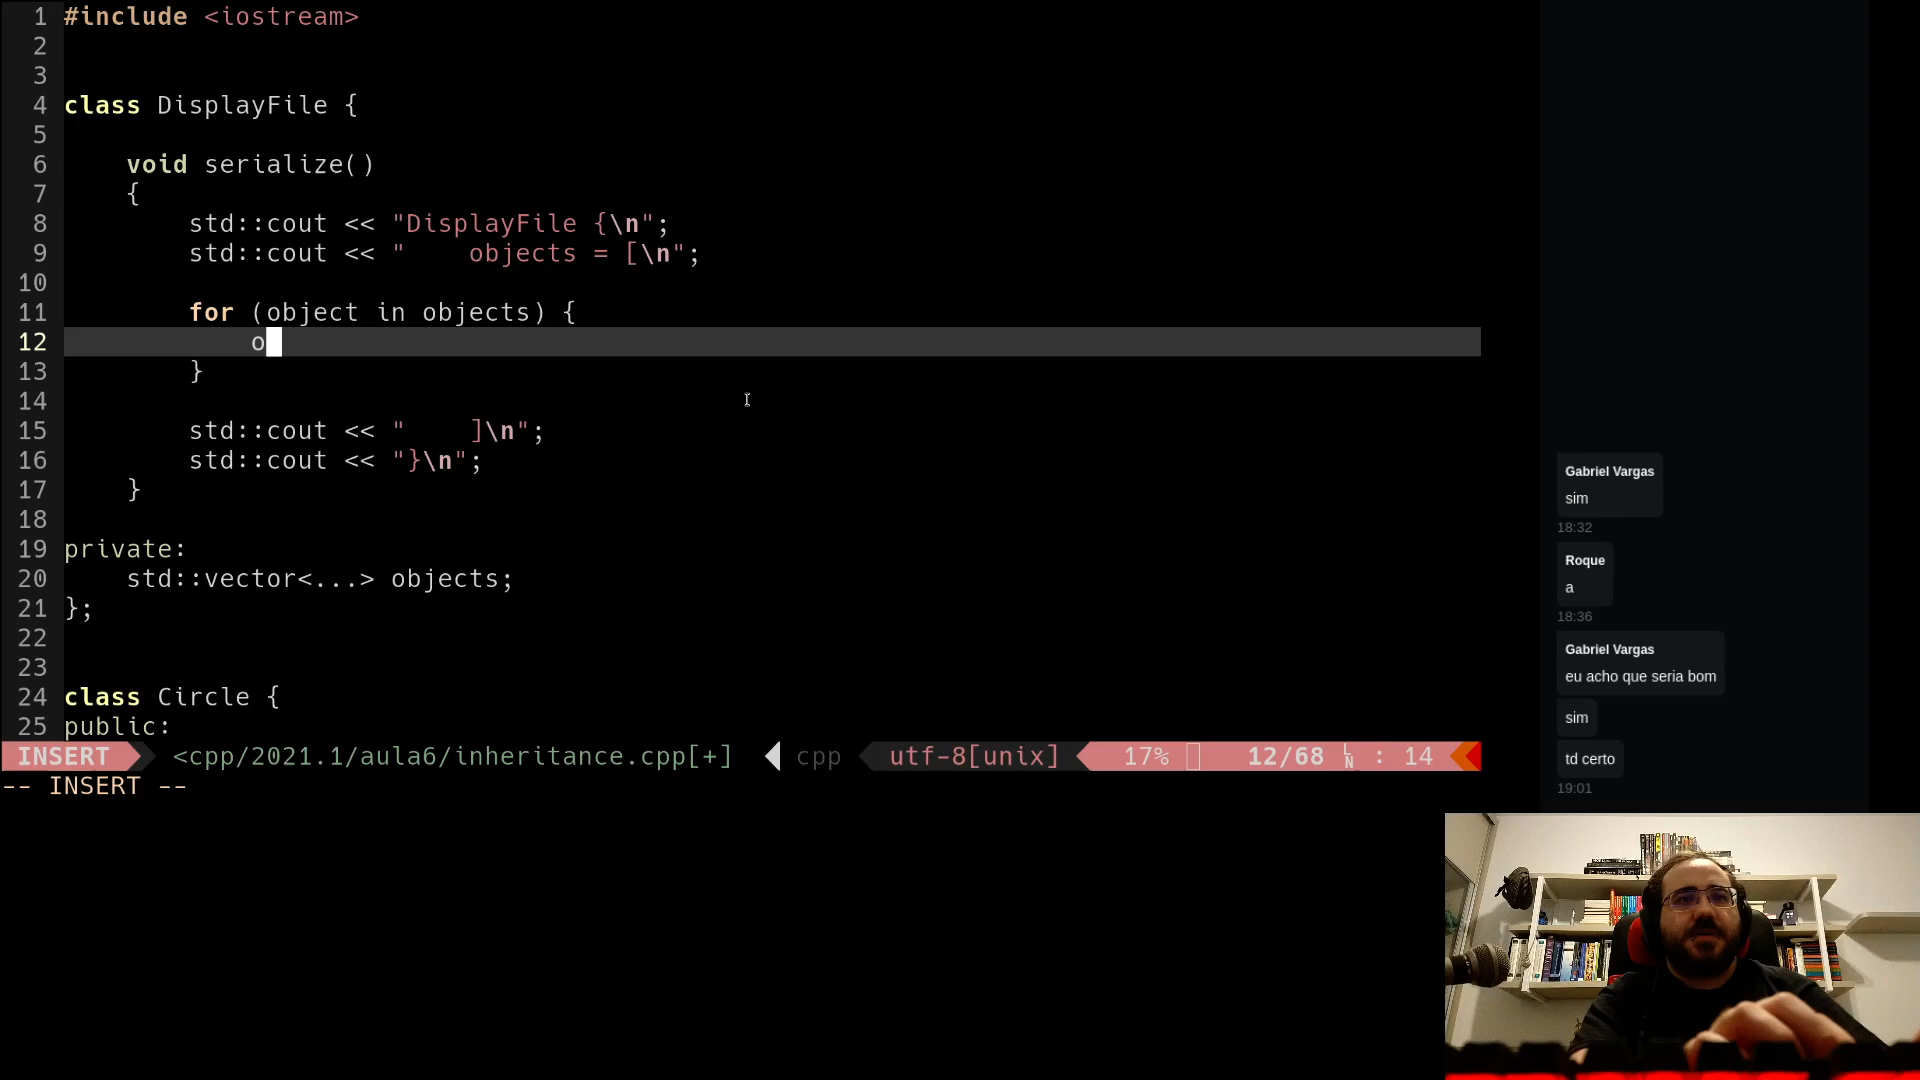 1 #include <iostream>
2
3
4 class DisplayFile {
5
6     void serialize()
7     {
8         std::cout << "DisplayFile {\n";
9         std::cout << "    objects = [\n";
10
11         for (object in objects) {
12             o
13         }
14
15         std::cout << "    ]\n";
16         std::cout << "}\n";
17     }
18
19 private:
20     std::vector<...> objects;
21 };
22
23
24 class Circle {
25 public:
INSERT <cpp/2021.1/aula6/inheritance.cpp[+] cpp utf-8[unix] 17% 12/68 LN : 14
-- INSERT --
Gabriel Vargas
sim
18:32
Roque
a
18:36
Gabriel Vargas
eu acho que seria bom
sim
td certo
19:01